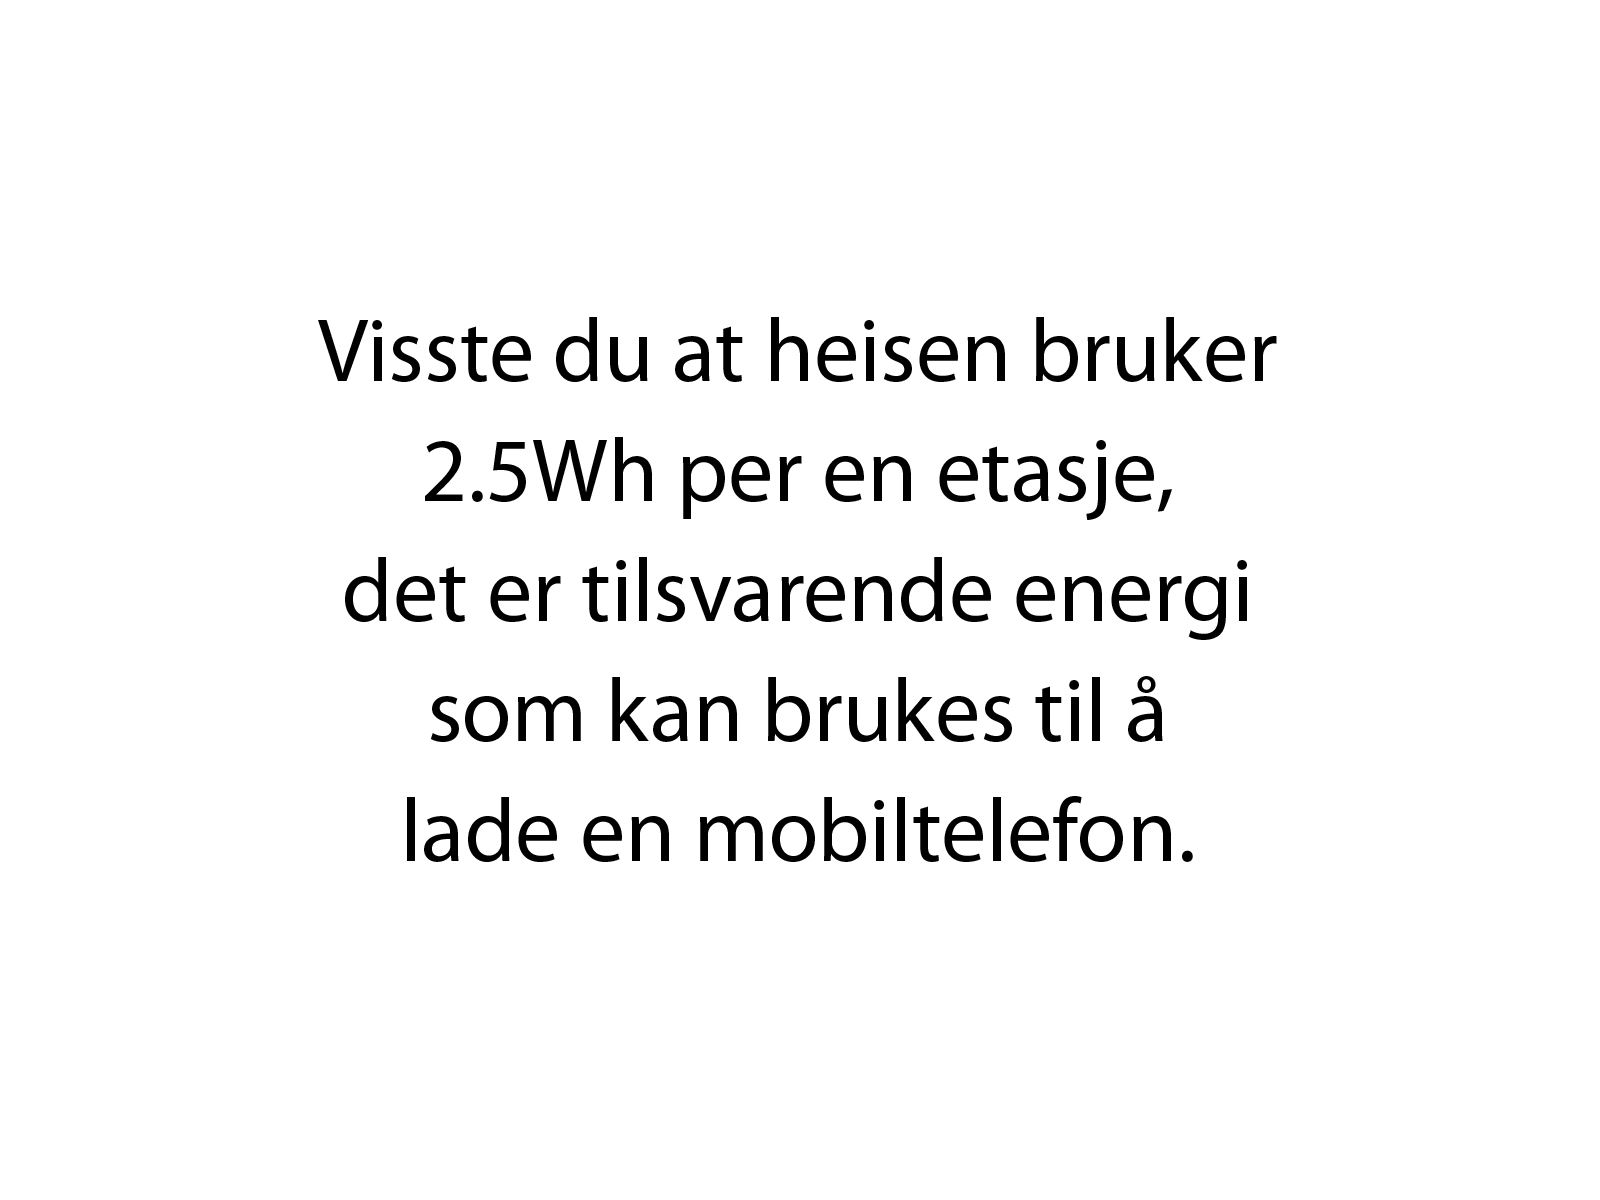 Visste du at heisen bruker
2.5Wh per en etasje,
det er tilsvarende energi
som kan brukes til å
lade en mobiltelefon.